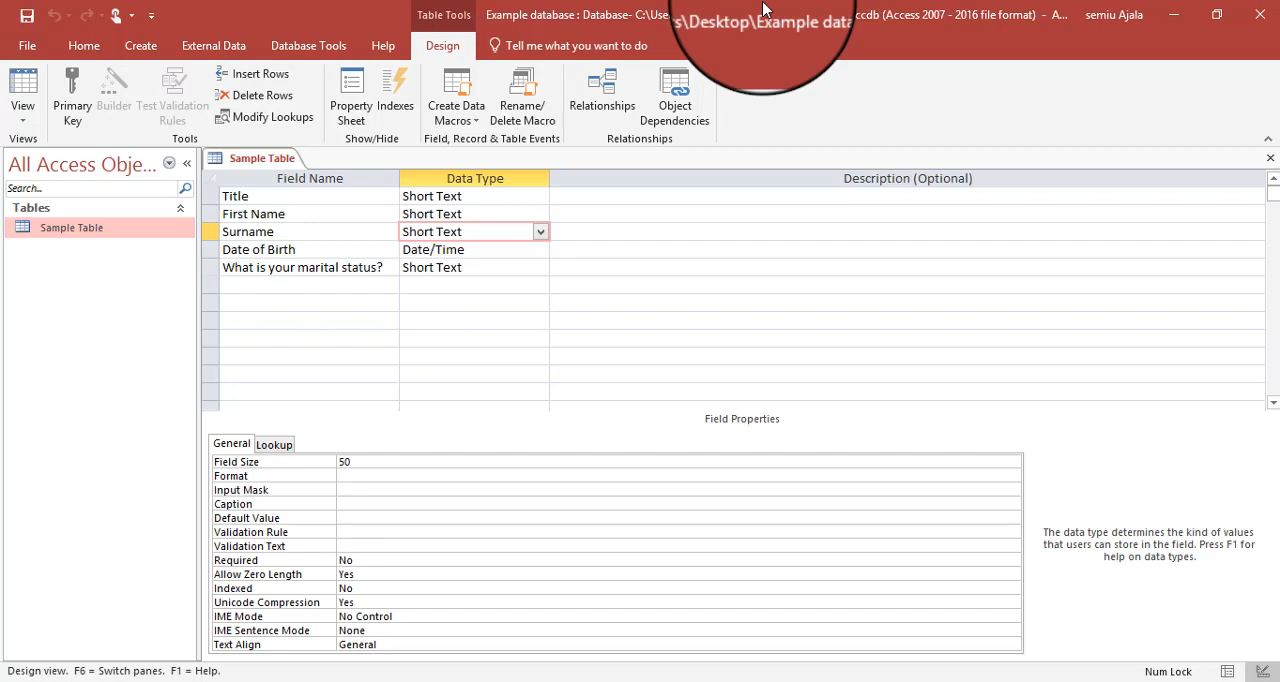 Table Tools
Example database : Database- C:\Use
s\Desktop\Example data
ccdb (Access 2007 - 2016 file format) - A...
semiu Ajala
File
Home
Create
External Data
Database Tools
Help
Design
Tell me what you want to do
View
Primary Key
Builder
Test Validation Rules
Insert Rows
Delete Rows
Modify Lookups
Property Sheet
Indexes
Create Data Macros
Rename/ Delete Macro
Relationships
Object Dependencies
Views
Tools
Show/Hide
Field, Record & Table Events
Relationships
All Access Obje...
Search...
Tables
Sample Table
Sample Table
Field Name Data Type Description (Optional)
Title Short Text
First Name Short Text
Surname Short Text
Date of Birth Date/Time
What is your marital status? Short Text
Field Properties
General Lookup
Field Size 50
Format
Input Mask
Caption
Default Value
Validation Rule
Validation Text
Required No
Allow Zero Length Yes
Indexed No
Unicode Compression Yes
IME Mode No Control
IME Sentence Mode None
Text Align General
The data type determines the kind of values
that users can store in the field. Press F1 for
help on data types.
Design view. F6 = Switch panes. F1 = Help.
Num Lock